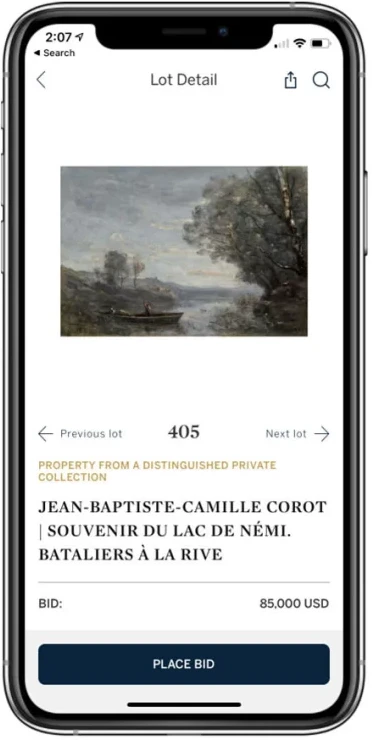 2:07
Search
Lot Detail
Previous lot 405 Next lot
PROPERTY FROM A DISTINGUISHED PRIVATE
COLLECTION
JEAN-BAPTISTE-CAMILLE COROT
| SOUVENIR DU LAC DE NÉMI.
BATALIERS À LA RIVE
BID: 85,000 USD
PLACE BID